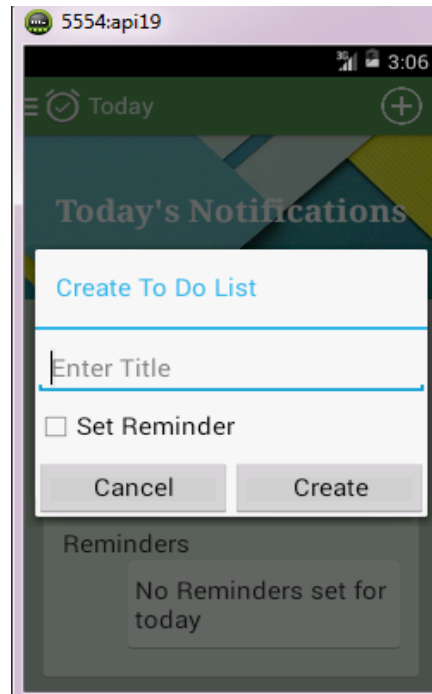 5554:api19
3G 3:06
Today
Today's Notifications
Create To Do List
Enter Title
Set Reminder
Cancel Create
Reminders
No Reminders set for
today